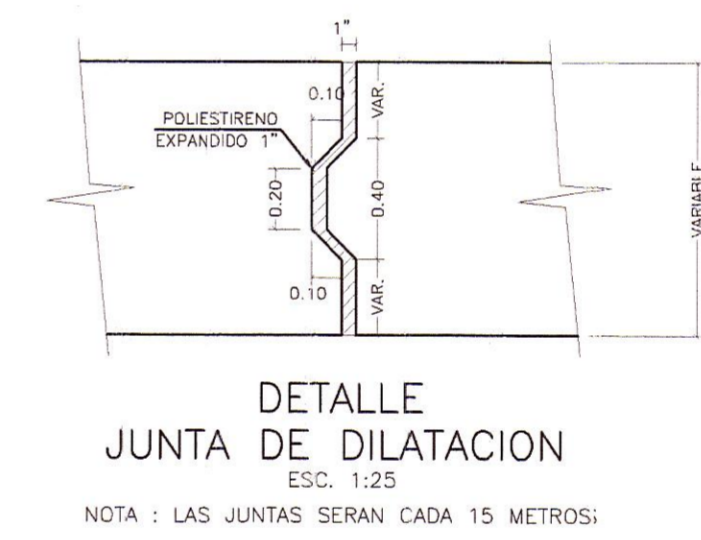 1"
0.10
VAR.
POLIESTIRENO
EXPANDIDO 1"
0.20
0.40
VARIABLE
0.10
VAR.
DETALLE
JUNTA DE DILATACION
ESC. 1:25
NOTA : LAS JUNTAS SERAN CADA 15 METROS;